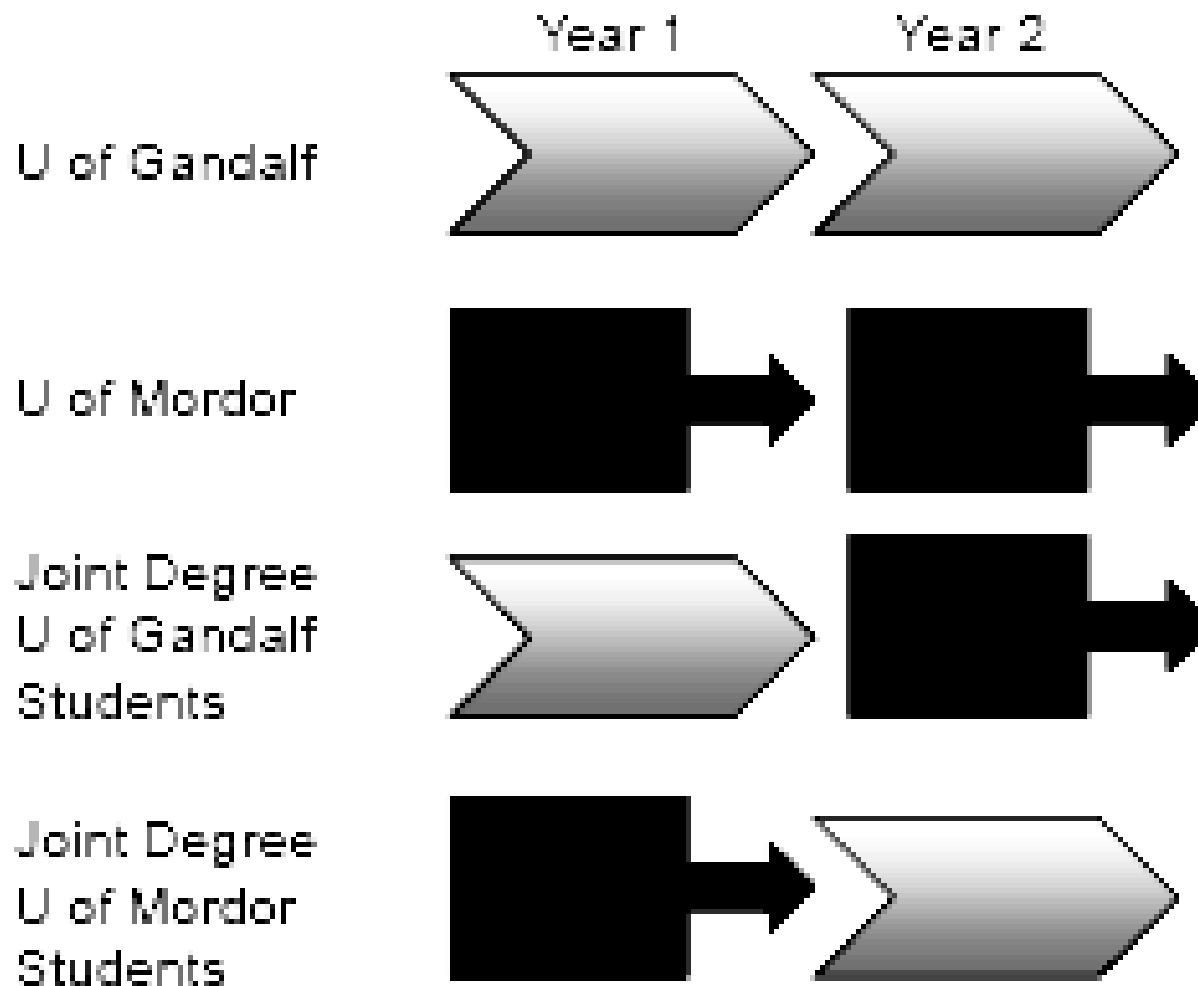 Year 1 Year 2
U of Gandalf
U of Mordor
Joint Degree
U of Gandalf
Students
Joint Degree
U of Mordor
Students